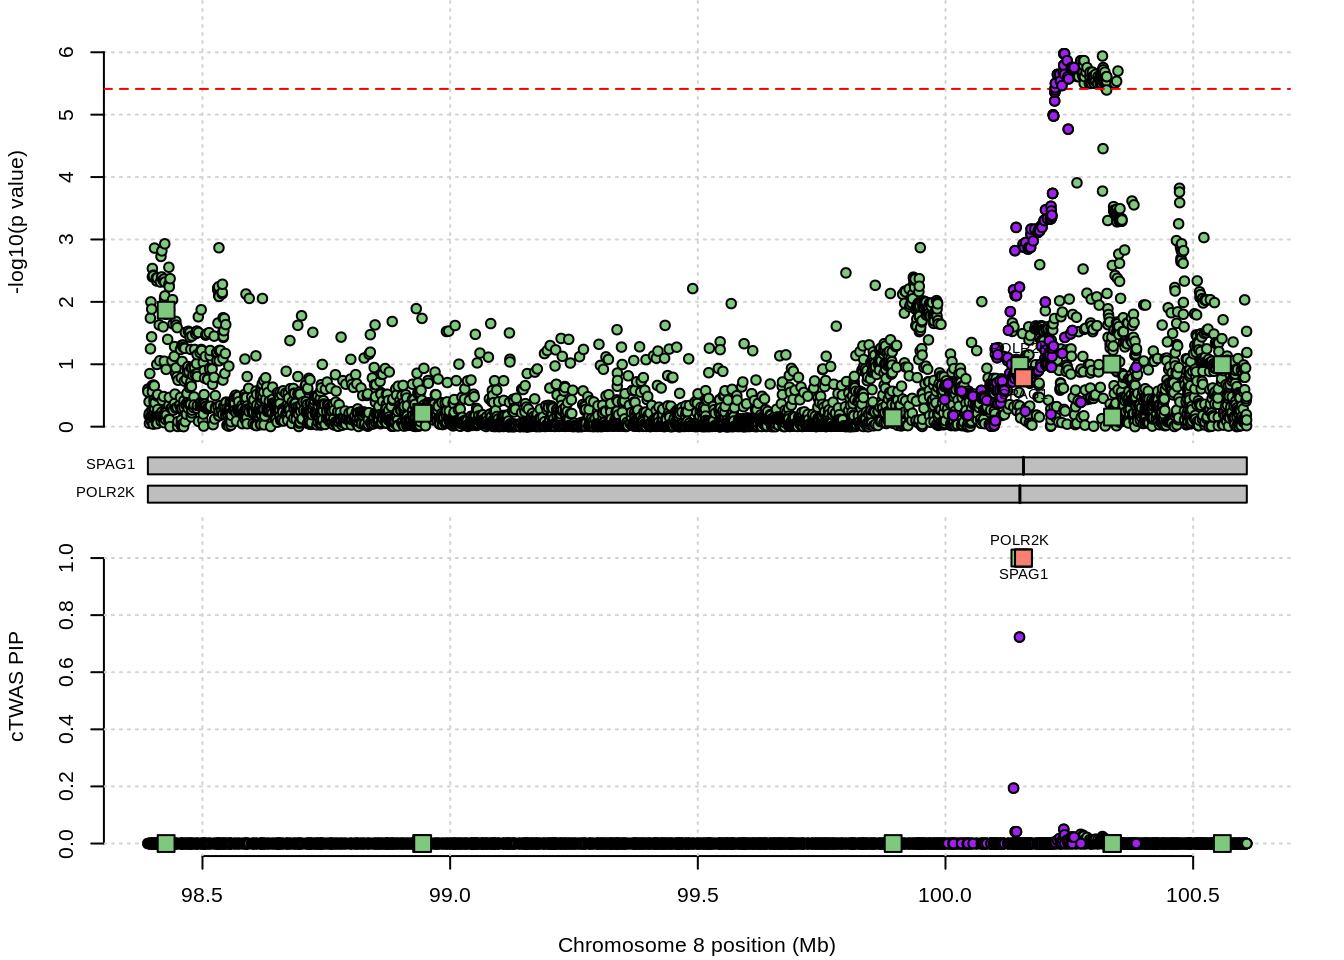 -log10(p value)
6
5
4
3
2
1
0
POLR2K
SPAG1
SPAG1
POLR2K
cTWAS PIP
1.0
0.8
0.6
0.4
0.2
0.0
POLR2K
SPAG1
98.5 99.0 99.5 100.0 100.5
Chromosome 8 position (Mb)